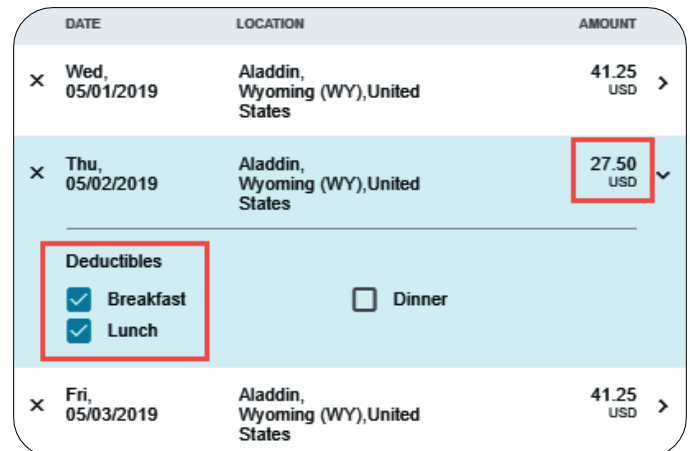 DATE LOCATION AMOUNT
Wed, Aladdin, 41.25
05/01/2019 Wyoming (WY),United USD
States
Thu, Aladdin, 27.50
05/02/2019 Wyoming (WY),United USD
States
Deductibles
Breakfast Dinner
Lunch
Fri, Aladdin, 41.25
05/03/2019 Wyoming (WY),United USD
States